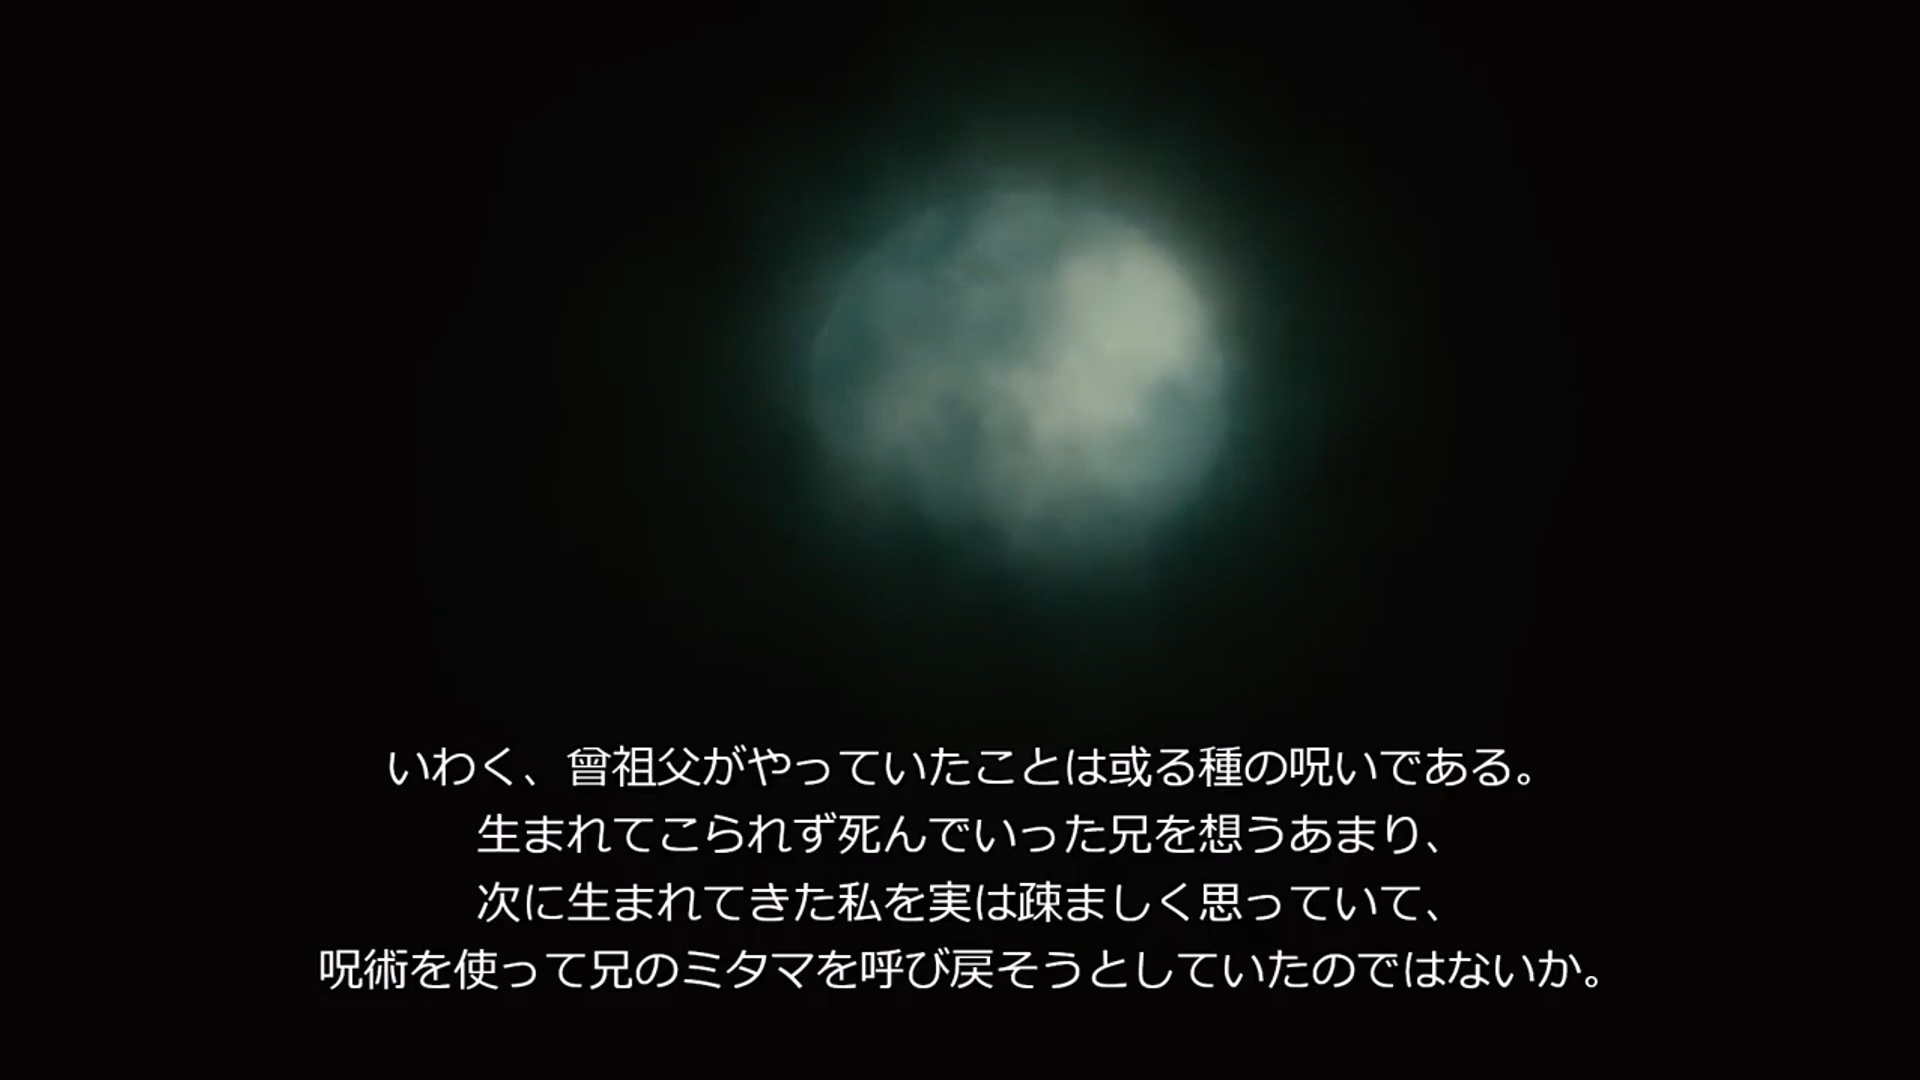 いわく、曾祖父がやっていたことは或る種の呪いである。
生まれてこられず死んでいった兄を想うあまり、
次に生まれてきた私を実は疎ましく思っていて、
呪術を使って兄のミタマを呼び戻そうとしていたのではないか。